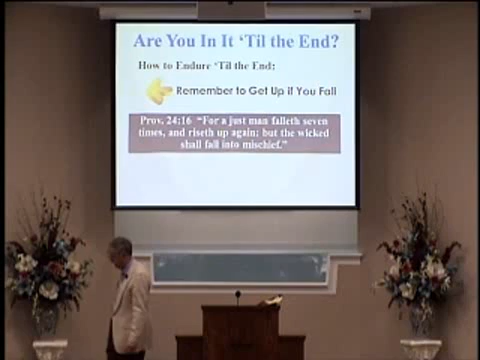 Are You In It ‘Til the End?
How to Endure ‘Til the End:
Remember to Get Up if You Fall
Prov. 24:16 “For a just man falleth seven
times, and riseth up again: but the wicked
shall fall into mischief.”